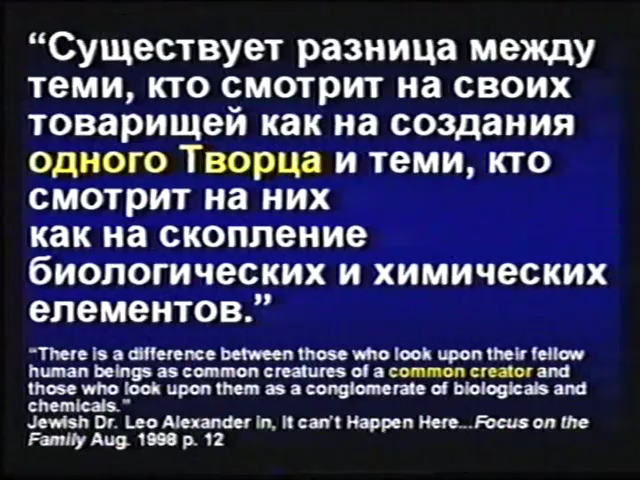 “Существует разница между
теми, кто смотрит на своих
товарищей как на создания
одного Творца и теми, кто
смотрит на них
как на скопление
биологических и химических
елементов.”
“There is a difference between those who look upon their fellow
human beings as common creatures of a common creator and
those who look upon them as a conglomerate of biologicals and
chemicals.”
Jewish Dr. Leo Alexander in, It can’t Happen Here...Focus on the
Family Aug. 1998 p. 12